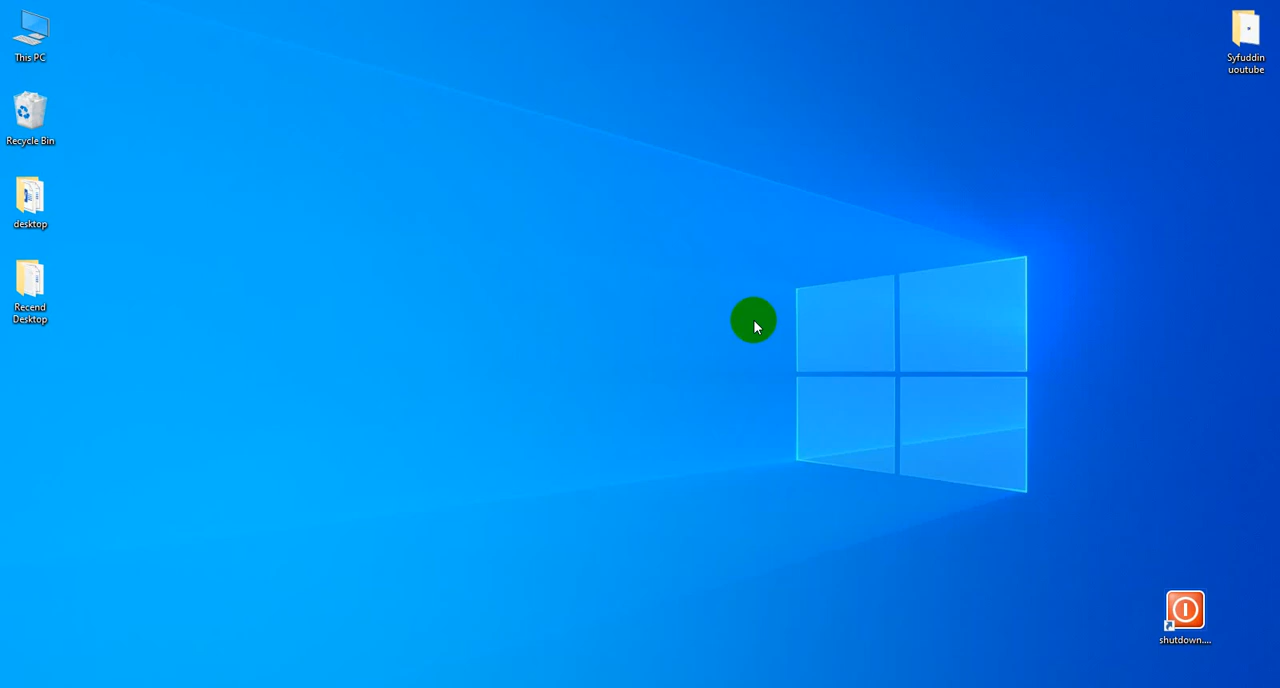 This PC
Recycle Bin
desktop
Recend
Desktop
Syfuddin
uoutube
shutdown....